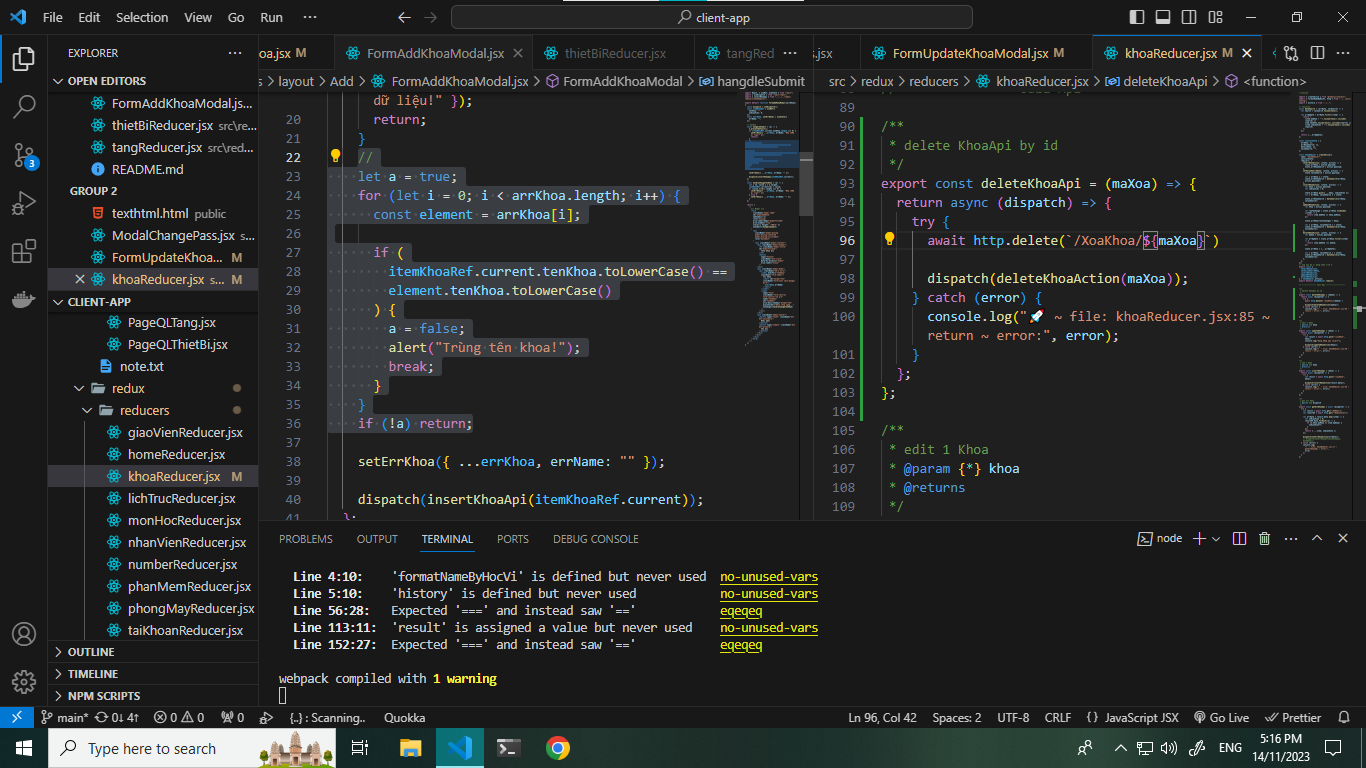 File Edit Selection View Go Run ··· client-app
EXPLORER ···
OPEN EDITORS
FormAddKhoaModal.js...
thietBiReducer.jsx src\re...
tangReducer.jsx src\red...
README.md
GROUP 2
texthtml.html public
ModalChangePass.jsx s...
FormUpdateKhoa... M
khoaReducer.jsx s... M
CLIENT-APP
PageQLTang.jsx
PageQLThietBi.jsx
note.txt
redux
reducers
giaoVienReducer.jsx
homeReducer.jsx
khoaReducer.jsx M
lichTrucReducer.jsx
monHocReducer.jsx
nhanVienReducer.jsx
numberReducer.jsx
phanMemReducer.jsx
phongMayReducer.jsx
taiKhoanReducer.jsx
OUTLINE
TIMELINE
NPM SCRIPTS
oa.jsx M FormAddKhoaModal.jsx thietBiReducer.jsx tangRed ···
s > layout > Add > FormAddKhoaModal.jsx > FormAddKhoaModal > hangdleSubmit
dữ liệu!" });
20 return;
21 }
22 //
23 let a = true;
24 for (let i = 0; i < arrKhoa.length; i++) {
25 const element = arrKhoa[i];
26
27 if (
28 itemKhoaRef.current.tenKhoa.toLowerCase() ==
29 element.tenKhoa.toLowerCase()
30 ) {
31 a = false;
32 alert("Trùng tên khoa!");
33 break;
34 }
35 }
36 if (!a) return;
37
38 setErrKhoa({ ...errKhoa, errName: "" });
39
40 dispatch(insertKhoaApi(itemKhoaRef.current));
41 };
s.jsx FormUpdateKhoaModal.jsx M khoaReducer.jsx M ···
src > redux > reducers > khoaReducer.jsx > deleteKhoaApi > <function>
89
90 /**
91 * delete KhoaApi by id
92 */
93 export const deleteKhoaApi = (maXoa) => {
94 return async (dispatch) => {
95 try {
96 await http.delete(`/XoaKhoa/${maXoa}`)
97
98 dispatch(deleteKhoaAction(maXoa));
99 } catch (error) {
100 console.log("🚀 ~ file: khoaReducer.jsx:85 ~
return ~ error:", error);
101 }
102 };
103 };
104
105 /**
106 * edit 1 Khoa
107 * @param {*} khoa
108 * @returns
109 */
PROBLEMS OUTPUT TERMINAL PORTS DEBUG CONSOLE node ···
Line 4:10: 'formatNameByHocVi' is defined but never used no-unused-vars
Line 5:10: 'history' is defined but never used no-unused-vars
Line 56:28: Expected '===' and instead saw '==' eqeqeq
Line 113:11: 'result' is assigned a value but never used no-unused-vars
Line 152:27: Expected '===' and instead saw '==' eqeqeq
webpack compiled with 1 warning
main* 0↓ 4↑ 0 0 0 {..} : Scanning.. Quokka Ln 96, Col 42 Spaces: 2 UTF-8 CRLF { } JavaScript JSX Go Live Prettier
3
Type here to search ENG 5:16 PM
14/11/2023